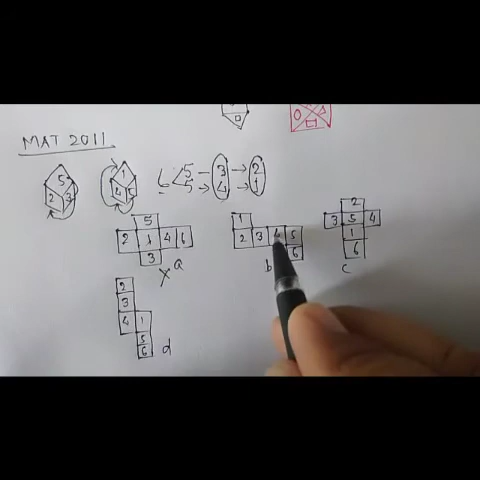 MAT 2011
5
2 3
1
4 5
6 < 5 - 3 → 2
5 → 4 → 1
5
2 1 4 6
3
a
1
2 3 4 5
6
b
2
3 5 4
1
6
c
2
3
4 1
5
6
d